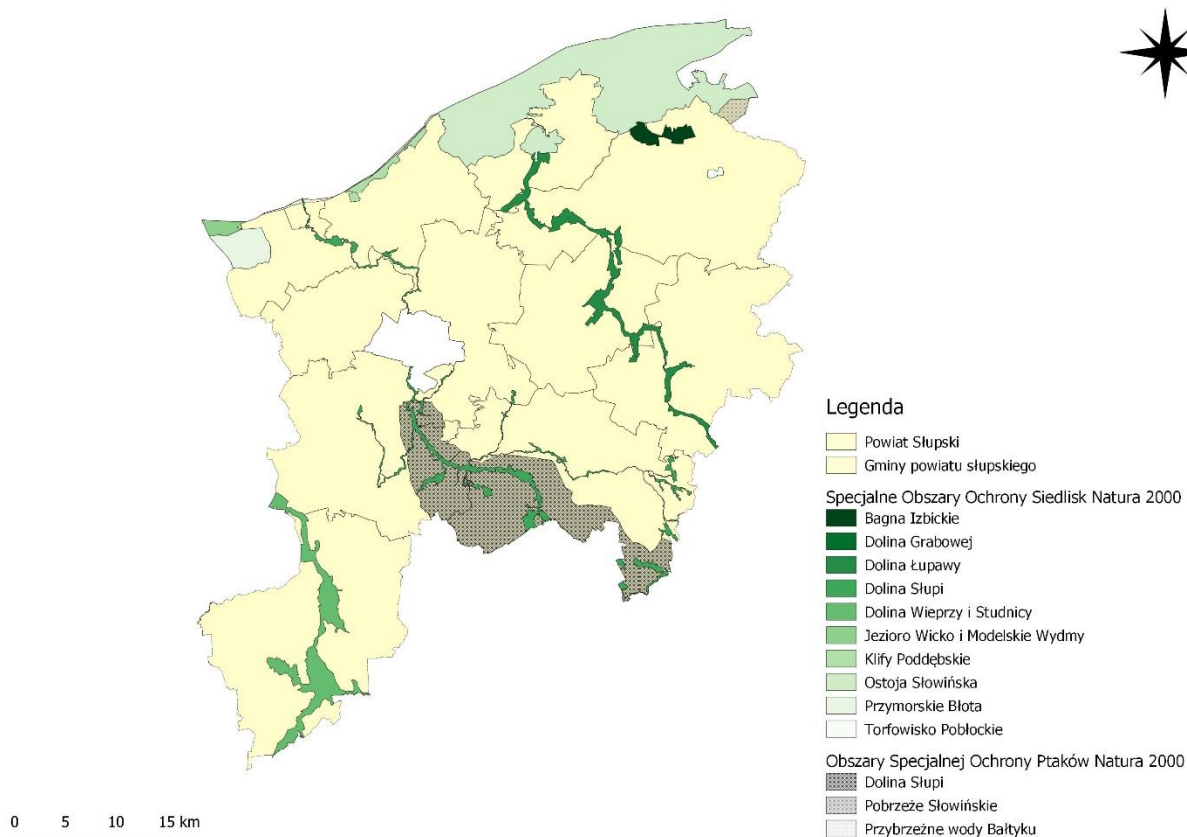 Legenda
Powiat Słupski
Gminy powiatu słupskiego
Specjalne Obszary Ochrony Siedlisk Natura 2000
Bagna Izbickie
Dolina Grabowej
Dolina Łupawy
Dolina Słupi
Dolina Wieprzy i Studnicy
Jezioro Wicko i Modelskie Wydmy
Klify Poddębskie
Ostoja Słowińska
Przymorskie Błota
Torfowisko Pobłockie
Obszary Specjalnej Ochrony Ptaków Natura 2000
Dolina Słupi
Pobrzeże Słowińskie
Przybrzeżne wody Bałtyku
0 5 10 15 km